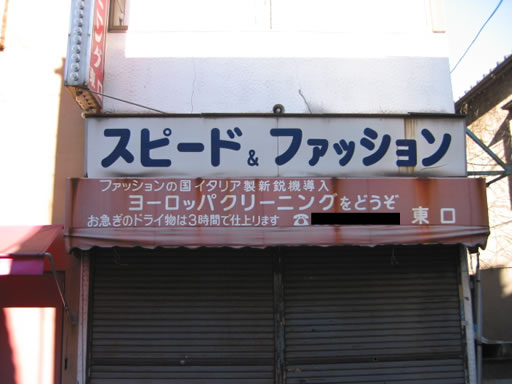 スピード & ファッション
ファッションの国イタリア製新鋭機導入
ヨーロッパクリーニングをどうぞ
お急ぎのドライ物は3時間で仕上ります ☎ 東口